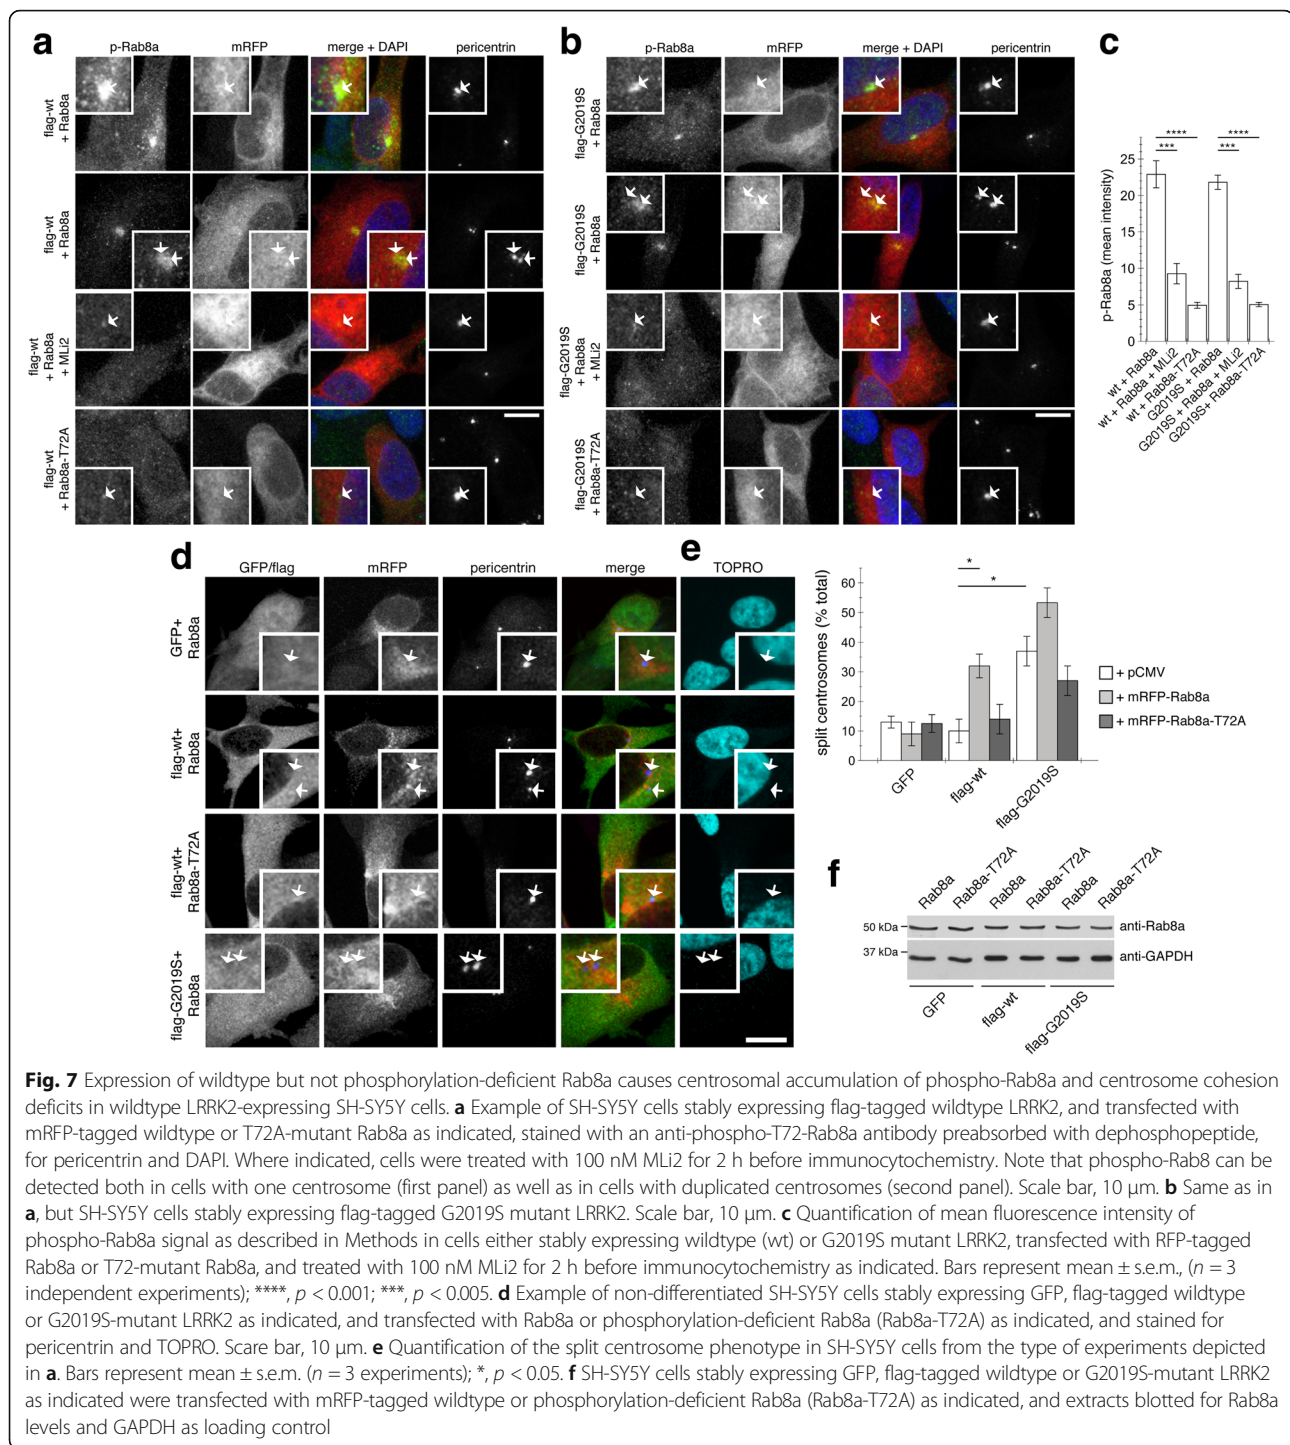 a
p-Rab8a mRFP merge + DAPI pericentrin
flag-wt
+ Rab8a
flag-wt
+ Rab8a
flag-wt
+ Rab8a
+ MLi2
flag-wt
+ Rab8a-T72A
b
p-Rab8a mRFP merge + DAPI pericentrin
flag-G2019S
+ Rab8a
flag-G2019S
+ Rab8a
flag-G2019S
+ Rab8a
+ MLi2
flag-G2019S
+ Rab8a-T72A
c
p-Rab8a (mean intensity)
25
20
15
10
5
0
**** ****
*** ***
wt + Rab8a
wt + Rab8a + MLi2
wt + Rab8a-T72A
G2019S + Rab8a
G2019S + Rab8a + MLi2
G2019S+ Rab8a-T72A
d
GFP/flag mRFP pericentrin merge TOPRO
GFP+
Rab8a
flag-wt+
Rab8a
flag-wt+
Rab8a-T72A
flag-G2019S+
Rab8a
e
split centrosomes (% total)
60
50
40
30
20
10
0
*
*
GFP
flag-wt
flag-G2019S
+ pCMV
+ mRFP-Rab8a
+ mRFP-Rab8a-T72A
f
Rab8a
Rab8a-T72A
Rab8a
Rab8a-T72A
Rab8a
Rab8a-T72A
50 kDa
37 kDa
anti-Rab8a
anti-GAPDH
GFP
flag-wt
flag-G2019S
Fig. 7 Expression of wildtype but not phosphorylation-deficient Rab8a causes centrosomal accumulation of phospho-Rab8a and centrosome cohesion
deficits in wildtype LRRK2-expressing SH-SY5Y cells. a Example of SH-SY5Y cells stably expressing flag-tagged wildtype LRRK2, and transfected with
mRFP-tagged wildtype or T72A-mutant Rab8a as indicated, stained with an anti-phospho-T72-Rab8a antibody preabsorbed with dephosphopeptide,
for pericentrin and DAPI. Where indicated, cells were treated with 100 nM MLi2 for 2 h before immunocytochemistry. Note that phospho-Rab8 can be
detected both in cells with one centrosome (first panel) as well as in cells with duplicated centrosomes (second panel). Scale bar, 10 μm. b Same as in
a, but SH-SY5Y cells stably expressing flag-tagged G2019S mutant LRRK2. Scale bar, 10 μm. c Quantification of mean fluorescence intensity of
phospho-Rab8a signal as described in Methods in cells either stably expressing wildtype (wt) or G2019S mutant LRRK2, transfected with RFP-tagged
Rab8a or T72-mutant Rab8a, and treated with 100 nM MLi2 for 2 h before immunocytochemistry as indicated. Bars represent mean ± s.e.m., (n = 3
independent experiments); ****, p < 0.001; ***, p < 0.005. d Example of non-differentiated SH-SY5Y cells stably expressing GFP, flag-tagged wildtype
or G2019S-mutant LRRK2 as indicated, and transfected with Rab8a or phosphorylation-deficient Rab8a (Rab8a-T72A) as indicated, and stained for
pericentrin and TOPRO. Scare bar, 10 μm. e Quantification of the split centrosome phenotype in SH-SY5Y cells from the type of experiments depicted
in a. Bars represent mean ± s.e.m. (n = 3 experiments); *, p < 0.05. f SH-SY5Y cells stably expressing GFP, flag-tagged wildtype or G2019S-mutant LRRK2
as indicated were transfected with mRFP-tagged wildtype or phosphorylation-deficient Rab8a (Rab8a-T72A) as indicated, and extracts blotted for Rab8a
levels and GAPDH as loading control